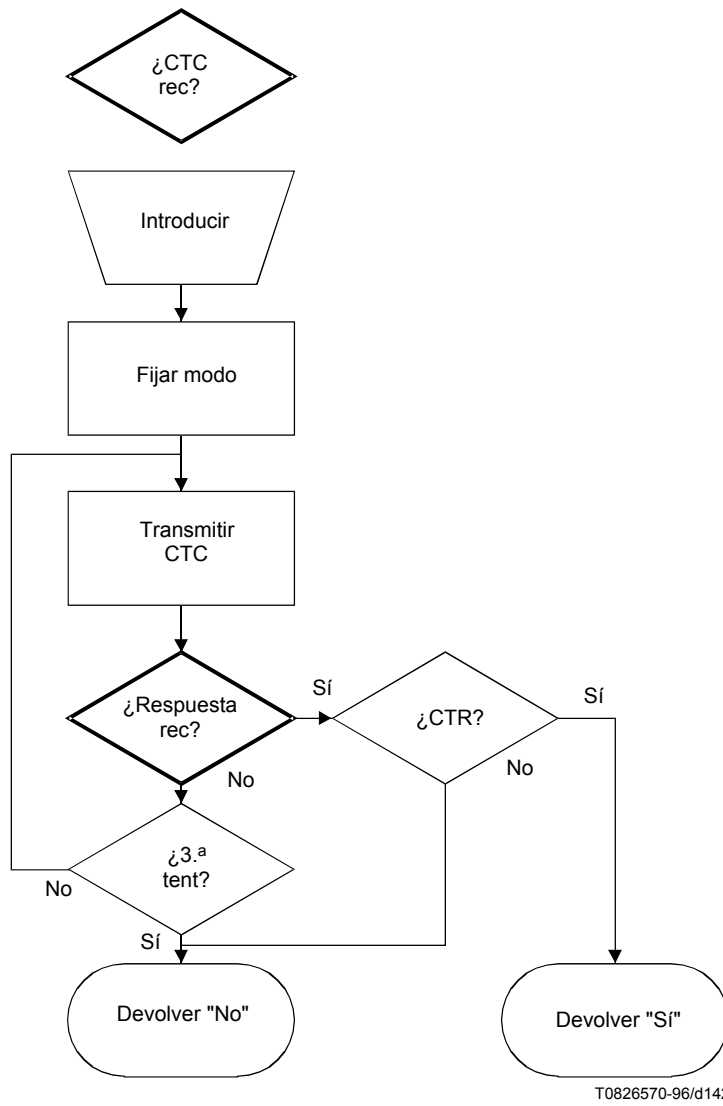 ¿CTC
rec?
Introducir
Fijar modo
Transmitir
CTC
¿Respuesta
rec?
Sí
¿CTR?
Sí
No
No
¿3.ª
tent?
No
Sí
Devolver "No"
Devolver "Sí"
T0826570-96/d142